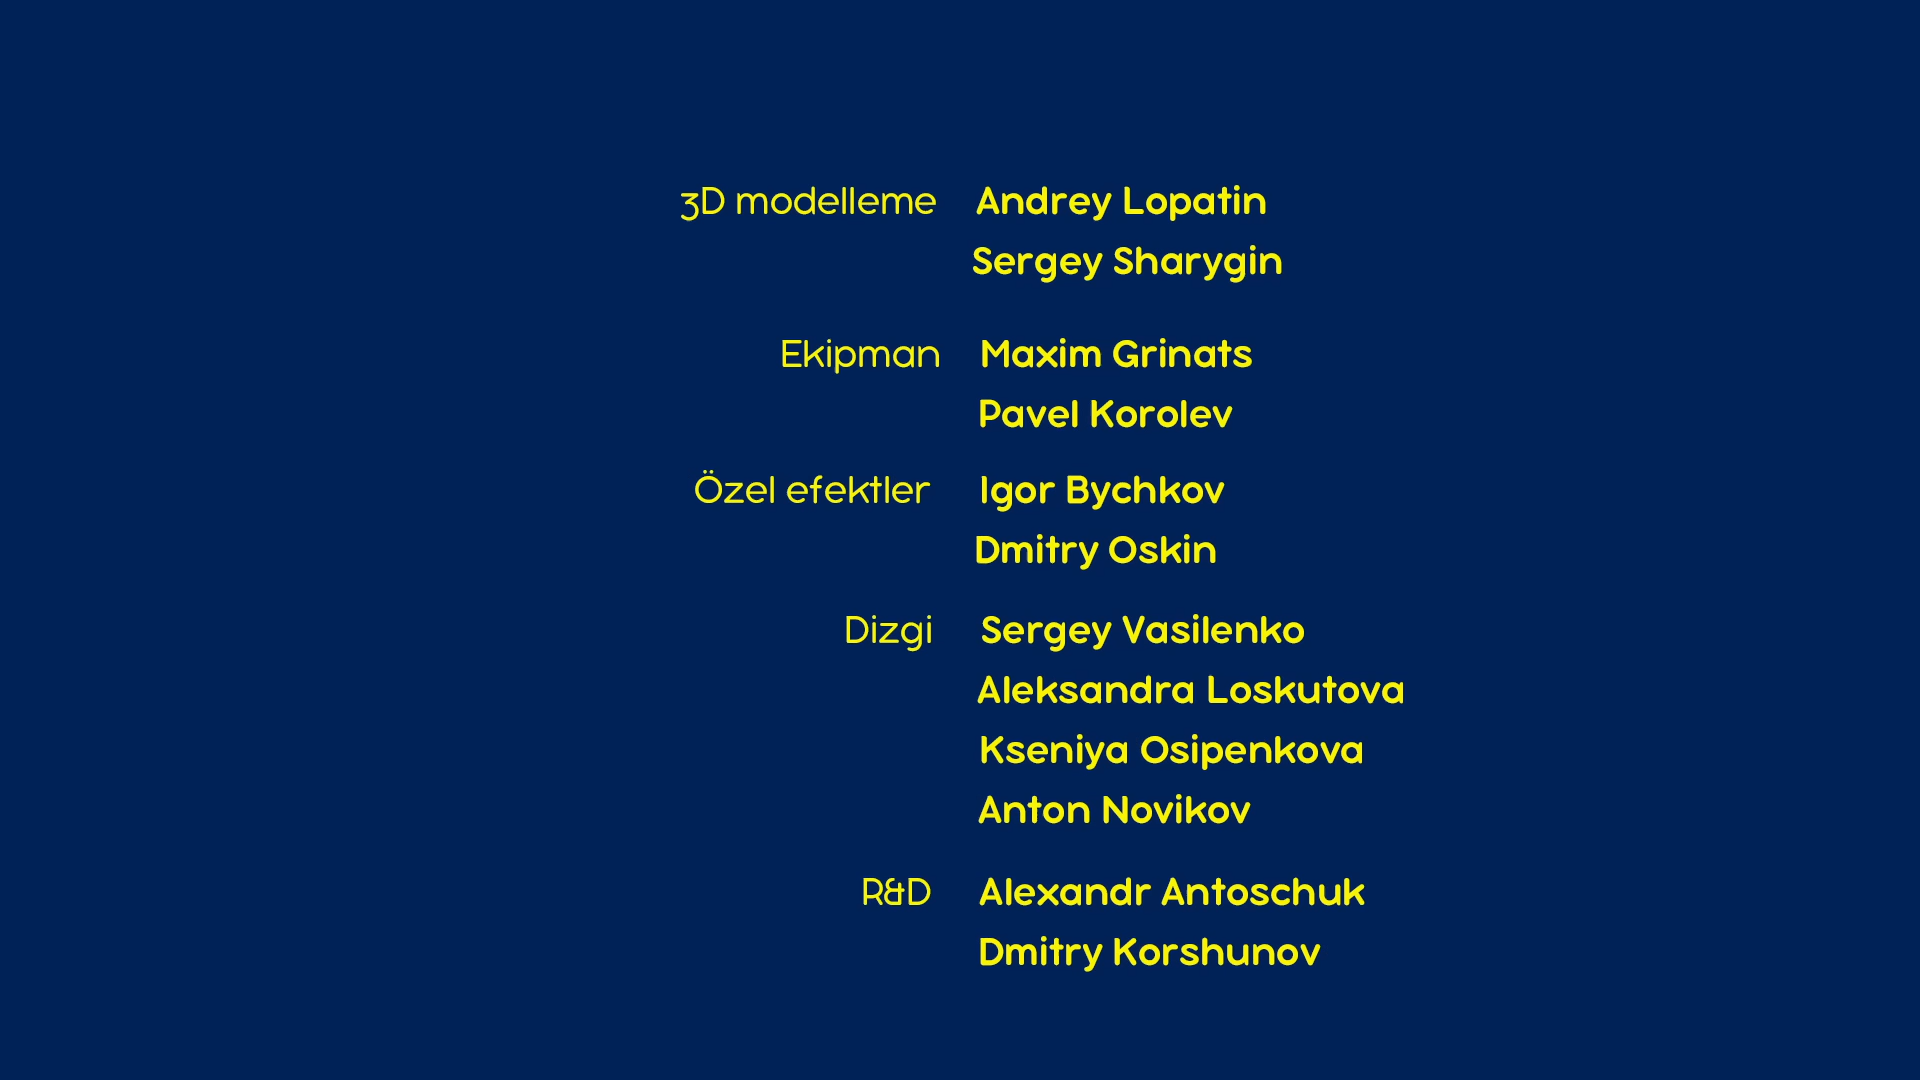 3D modelleme Andrey Lopatin
Sergey Sharygin
Ekipman Maxim Grinats
Pavel Korolev
Özel efektler Igor Bychkov
Dmitry Oskin
Dizgi Sergey Vasilenko
Aleksandra Loskutova
Kseniya Osipenkova
Anton Novikov
R&D Alexandr Antoschuk
Dmitry Korshunov